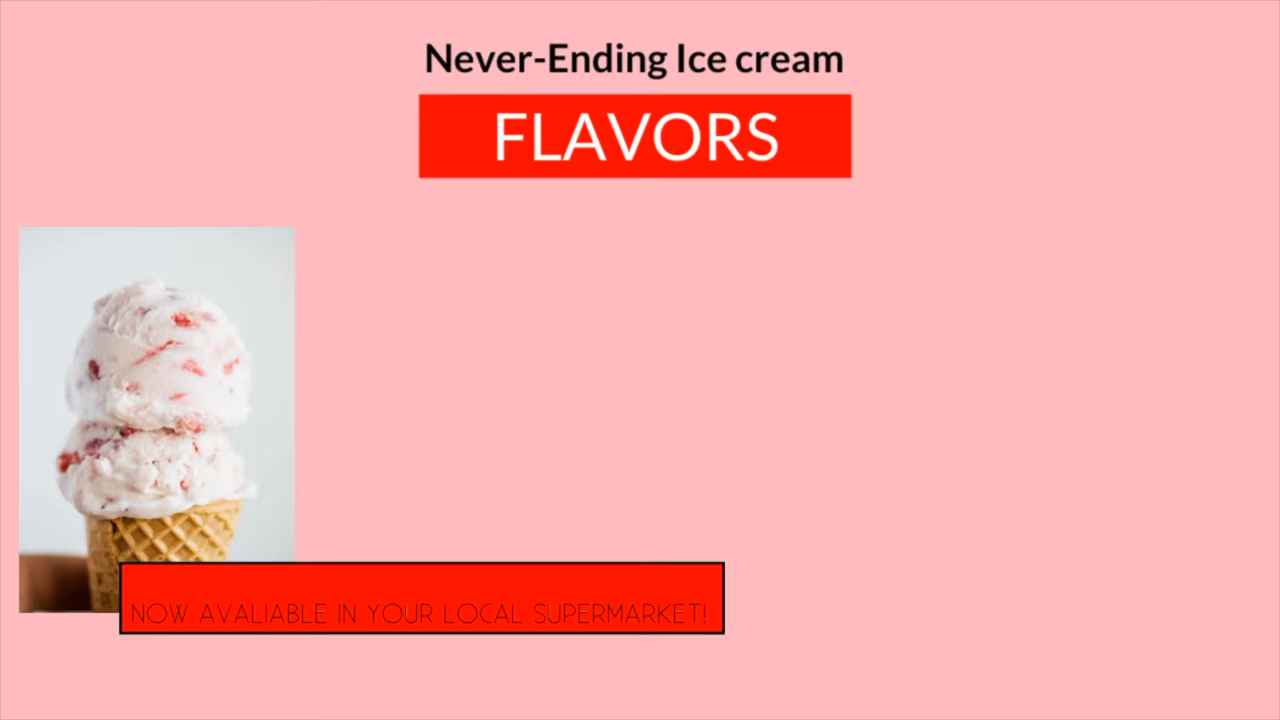 Never-Ending Ice cream
FLAVORS
NOW AVALIABLE IN YOUR LOCAL SUPERMARKET!